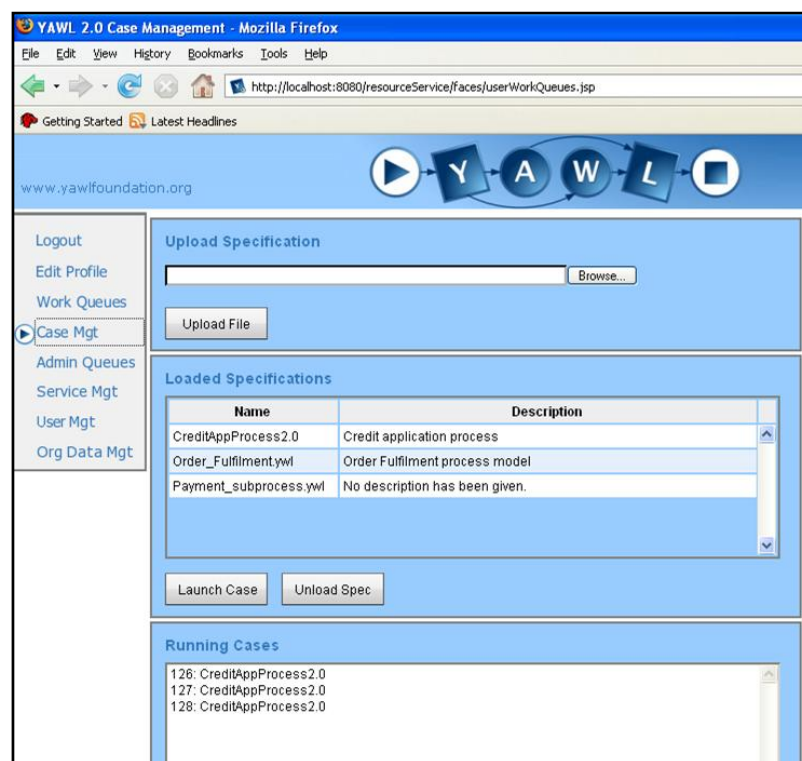 YAWL 2.0 Case Management - Mozilla Firefox
File Edit View History Bookmarks Tools Help
http://localhost:8080/resourceService/faces/userWorkQueues.jsp
Getting Started Latest Headlines
www.yawlfoundation.org
Y A W L
Logout
Edit Profile
Work Queues
Case Mgt
Admin Queues
Service Mgt
User Mgt
Org Data Mgt
Upload Specification
Browse...
Upload File
Loaded Specifications
Name Description
CreditAppProcess2.0 Credit application process
Order_Fulfilment.ywl Order Fulfilment process model
Payment_subprocess.ywl No description has been given.
Launch Case Unload Spec
Running Cases
126: CreditAppProcess2.0
127: CreditAppProcess2.0
128: CreditAppProcess2.0